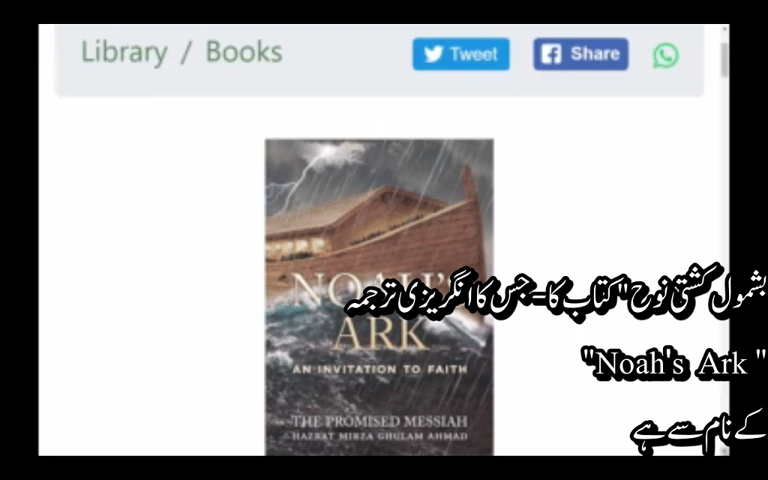 Library / Books
Tweet
Share
NOAH'S
ARK
AN INVITATION TO FAITH
THE PROMISED MESSIAH
HAZRAT MIRZA GHULAM AHMAD
بشمول کشتی نوح" کتاب کا-جس کا انگریزی ترجمہ
"Noah's Ark "
کے نام سے ہے